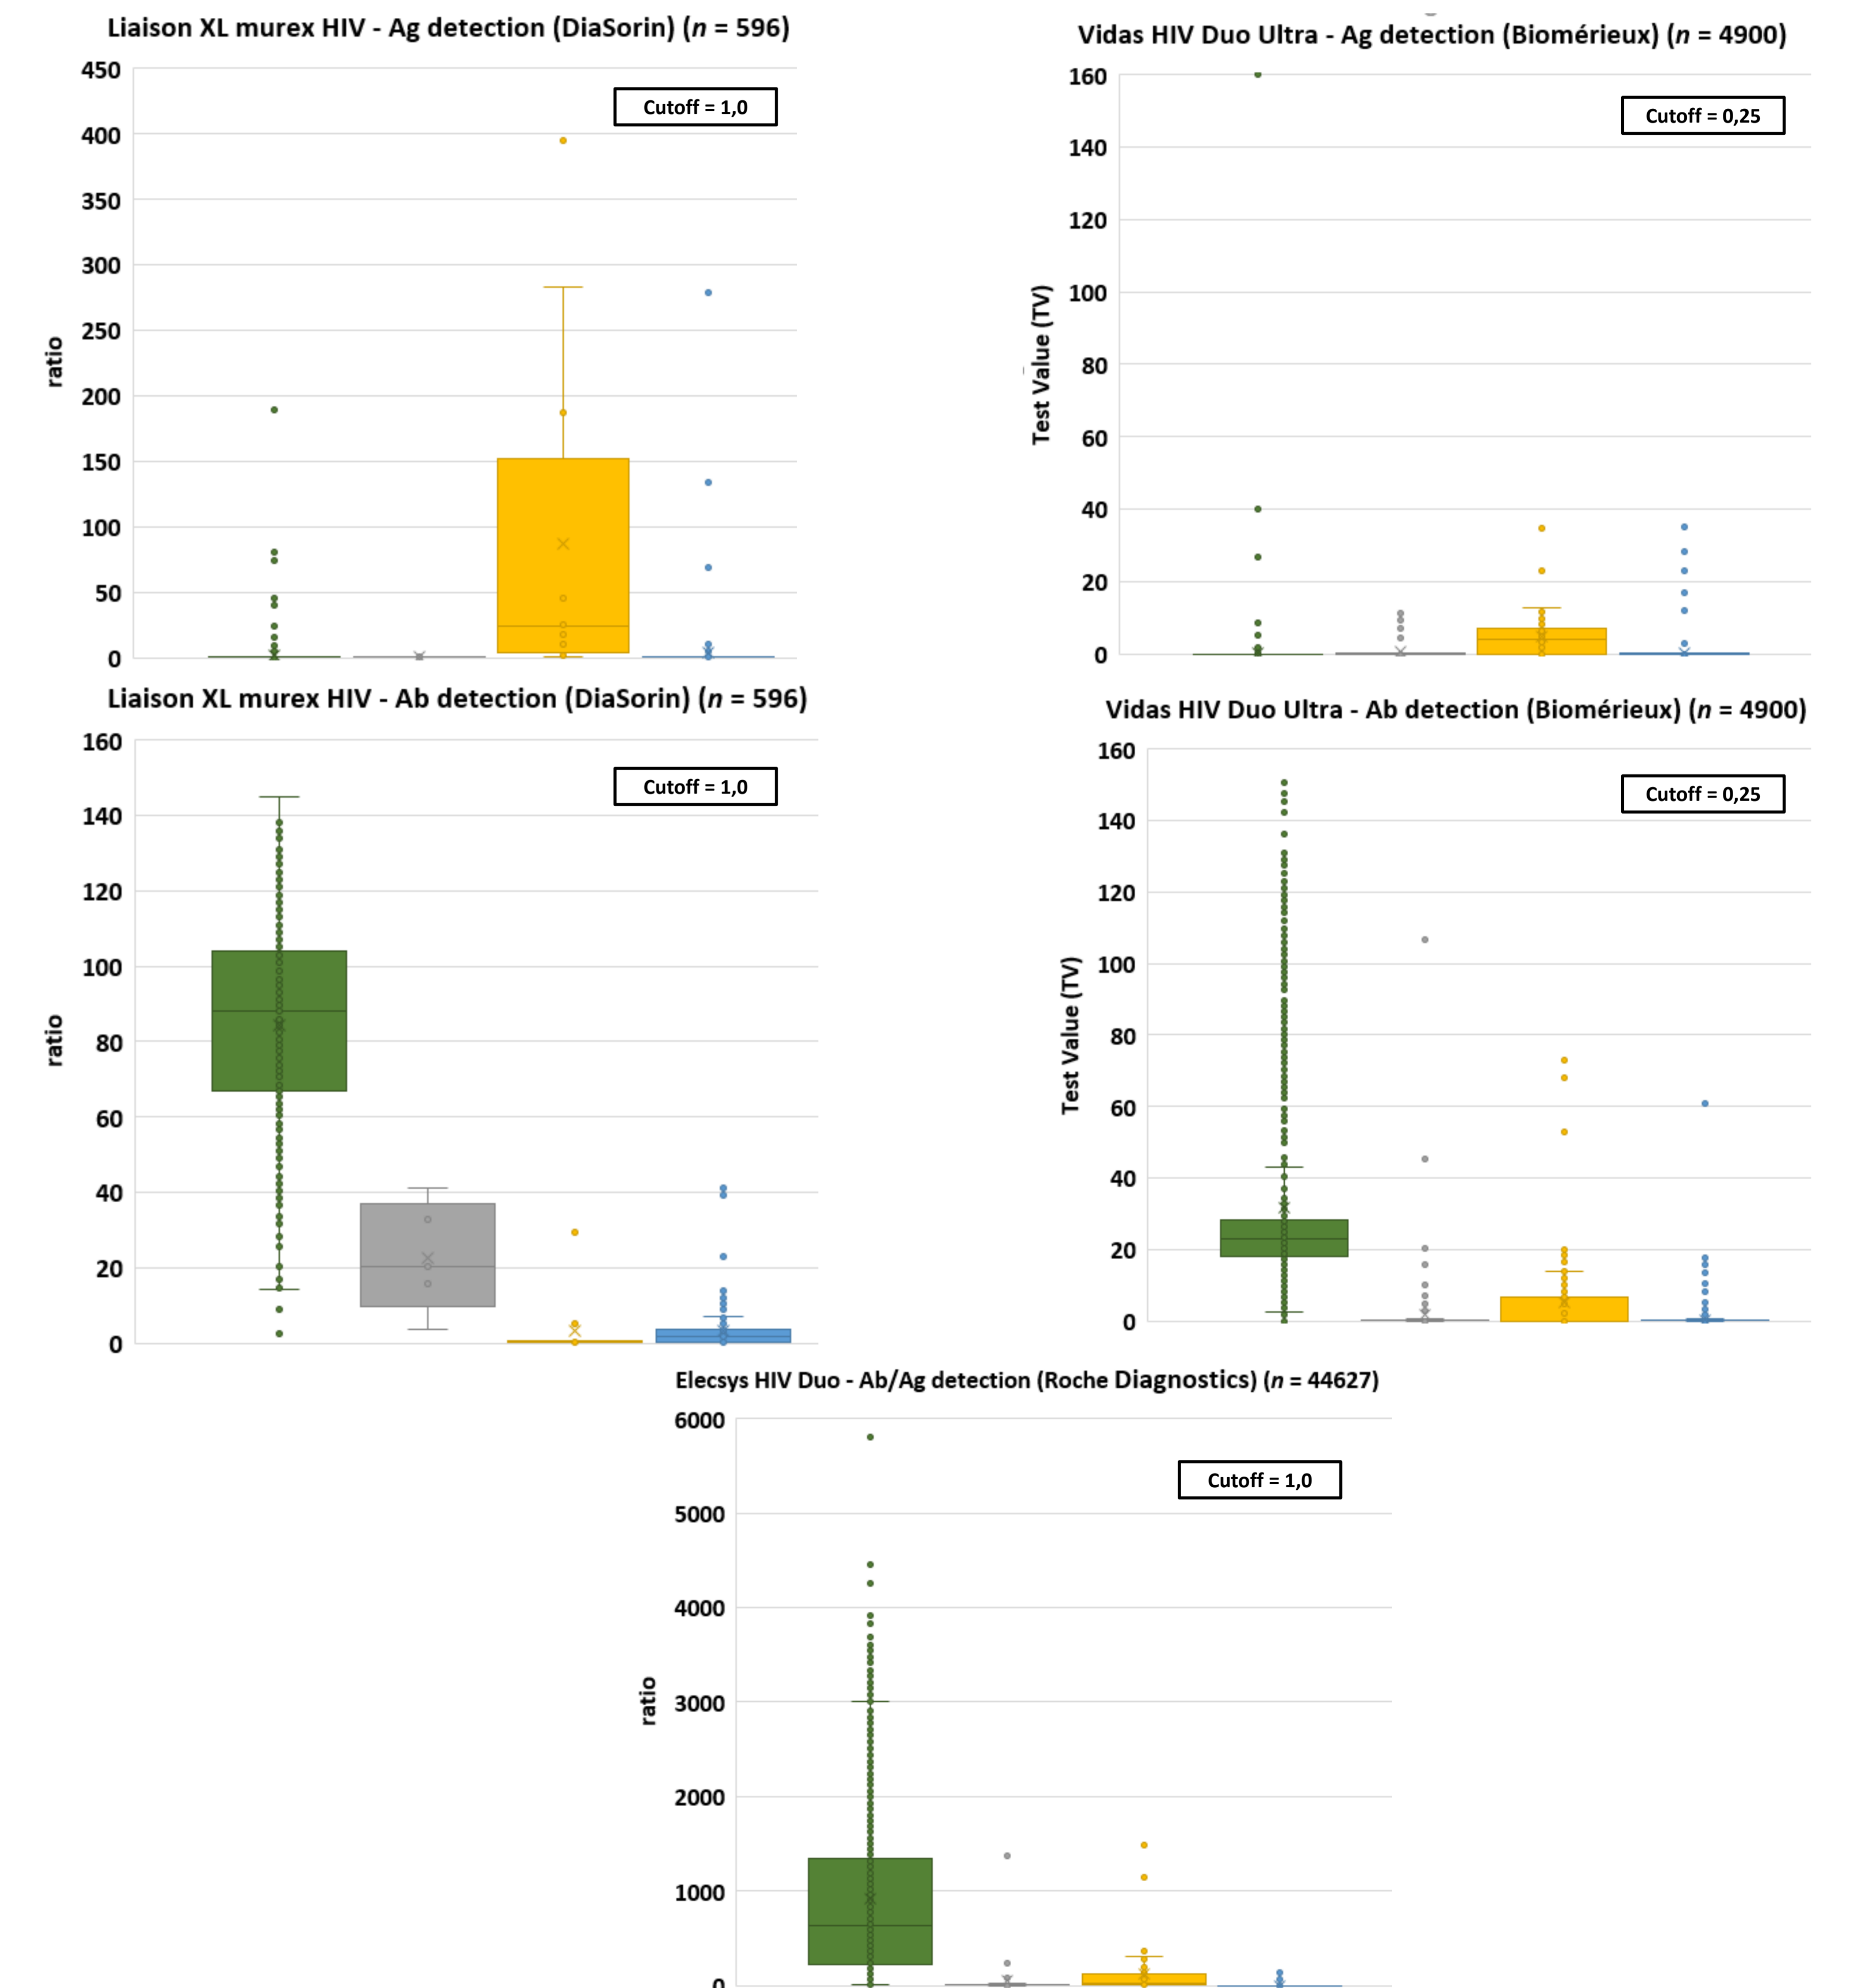 Liaison XL murex HIV - Ag detection (DiaSorin) (n = 596)
450
400
350
300
250
200
150
100
50
0
ratio
Cutoff = 1,0
Vidas HIV Duo Ultra - Ag detection (Biomérieux) (n = 4900)
160
140
120
100
80
60
40
20
0
Test Value (TV)
Cutoff = 0,25
Liaison XL murex HIV - Ab detection (DiaSorin) (n = 596)
160
140
120
100
80
60
40
20
0
ratio
Cutoff = 1,0
Vidas HIV Duo Ultra - Ab detection (Biomérieux) (n = 4900)
160
140
120
100
80
60
40
20
0
Test Value (TV)
Cutoff = 0,25
Elecsys HIV Duo - Ab/Ag detection (Roche Diagnostics) (n = 44627)
6000
5000
4000
3000
2000
1000
0
ratio
Cutoff = 1,0